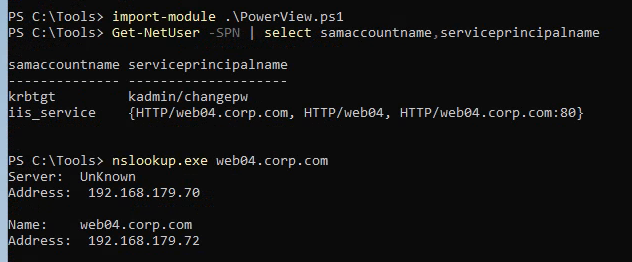 PS C:\Tools> import-module .\PowerView.ps1
PS C:\Tools> Get-NetUser -SPN | select samaccountname,serviceprincipalname
samaccountname serviceprincipalname
-------------- --------------------
krbtgt         kadmin/changepw
iis_service    {HTTP/web04.corp.com, HTTP/web04, HTTP/web04.corp.com:80}
PS C:\Tools> nslookup.exe web04.corp.com
Server:  UnKnown
Address:  192.168.179.70
Name:    web04.corp.com
Address:  192.168.179.72